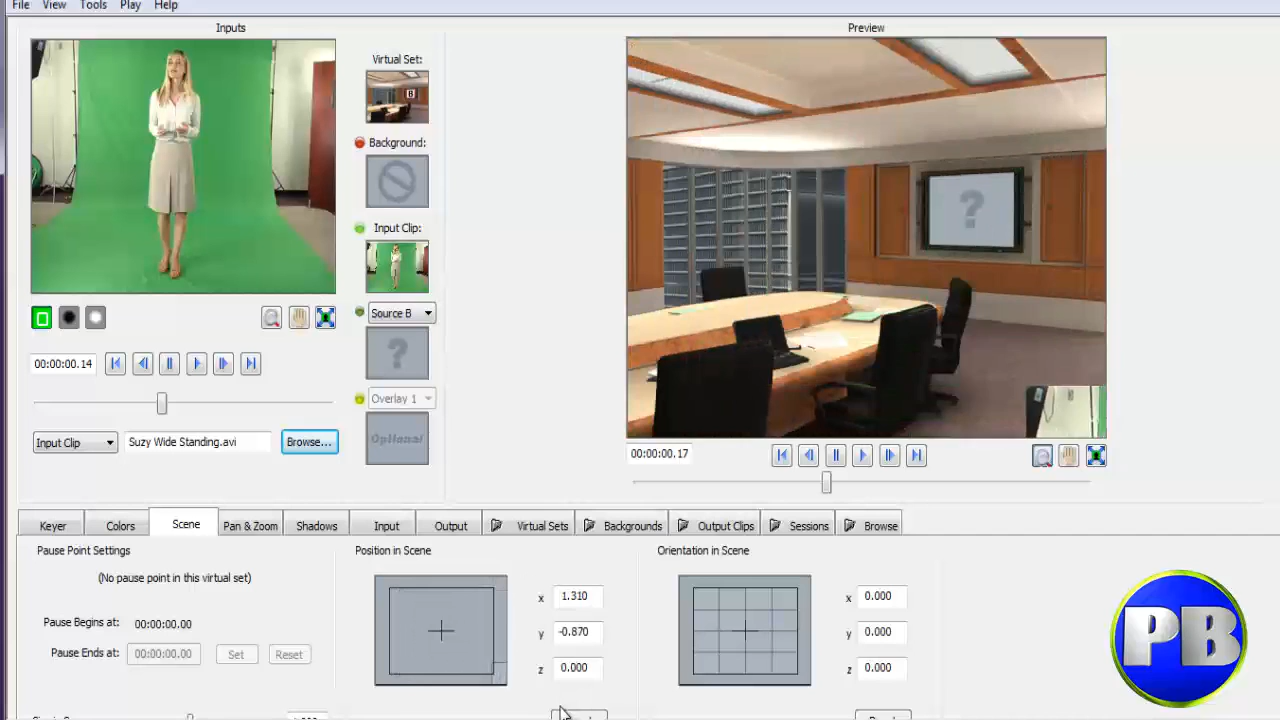 File View Tools Play Help
Inputs
Preview
Virtual Set:
B
Background:
Input Clip:
Source B
?
?
Overlay 1
Optional
00:00:00.14
Input Clip Suzy Wide Standing.avi Browse...
00:00:00.17
Keyer Colors Scene Pan & Zoom Shadows Input Output Virtual Sets Backgrounds Output Clips Sessions Browse
Pause Point Settings
(No pause point in this virtual set)
Pause Begins at: 00:00:00.00
Pause Ends at: 00:00:00.00 Set Reset
Position in Scene
x 1.310
y -0.870
z 0.000
Orientation in Scene
x 0.000
y 0.000
z 0.000
PB